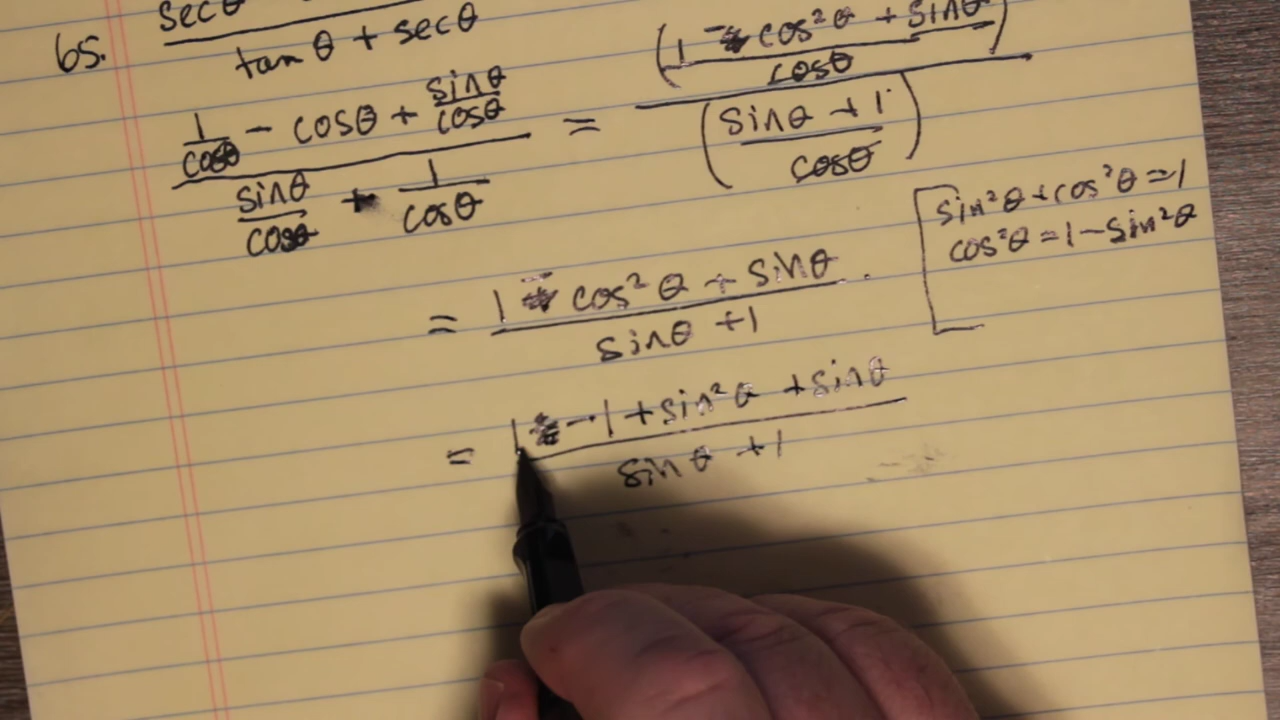 65. secθ
tan θ + secθ
1/cosθ - cosθ + sinθ/cosθ = (1 - cos²θ + sinθ / cosθ)
sinθ/cosθ + 1/cosθ (sinθ + 1 / cosθ)
sin²θ + cos²θ = 1
cos²θ = 1 - sin²θ
= 1 - cos²θ + sinθ
sinθ + 1
= 1 - 1 + sin²θ + sinθ
sinθ + 1